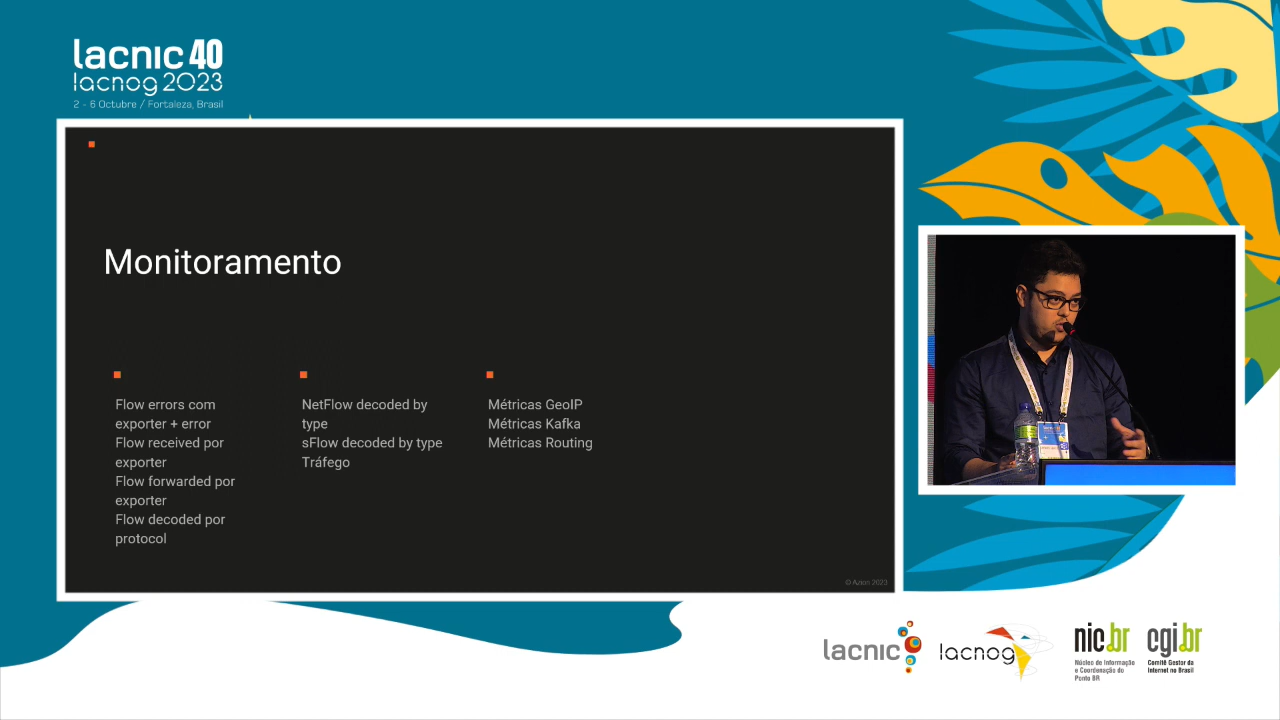 lacnic 40
lacnog 2023
2 - 6 Octubre / Fortaleza, Brasil
Monitoramento
Flow errors com
exporter + error
Flow received por
exporter
Flow forwarded por
exporter
Flow decoded por
protocol
NetFlow decoded by
type
sFlow decoded by type
Tráfego
Métricas GeoIP
Métricas Kafka
Métricas Routing
© Azion 2023
lacnic
lacnog
nic.br
Núcleo de Informação
e Coordenação do
Ponto BR
cgi.br
Comitê Gestor da
Internet no Brasil